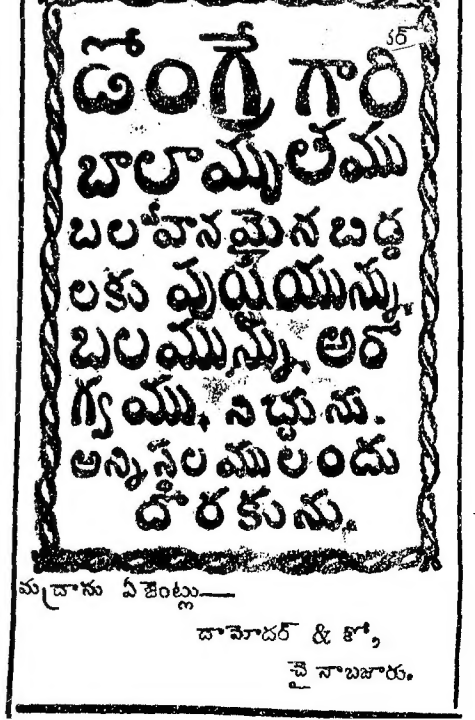 డోంగ్రే గారి
బాలామృతము
బలహీనమైన బిడ్డ
లకు పుష్టియున్ను,
బలమున్ను, ఆరో
గ్యము, నిచ్చును.
అన్నిస్థలములందు
దొరకును.
మద్రాసు ఏజెంట్లు—
దామోదర్ & కో,
చైనాబజారు.